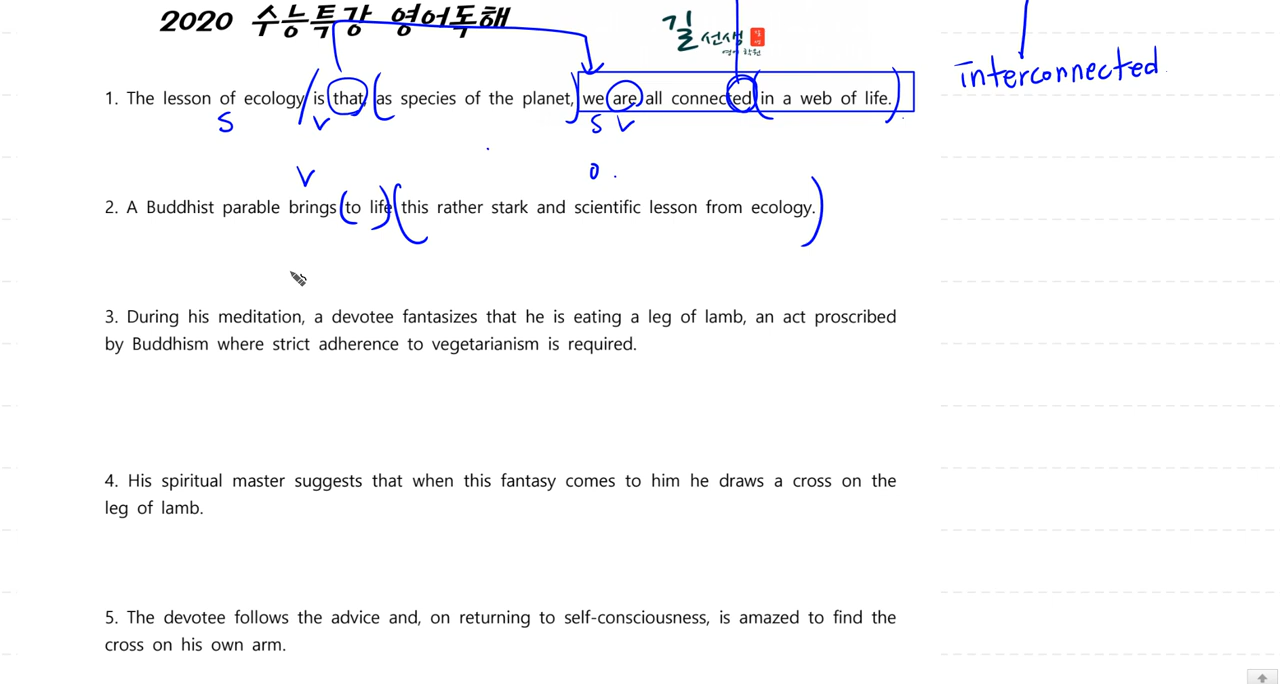 2020 수능특강 영어독해
길 선생
영어학원
interconnected
1. The lesson of ecology is that, as species of the planet, we are all connected in a web of life.
S V S V
V O
2. A Buddhist parable brings to life this rather stark and scientific lesson from ecology.
3. During his meditation, a devotee fantasizes that he is eating a leg of lamb, an act proscribed
by Buddhism where strict adherence to vegetarianism is required.
4. His spiritual master suggests that when this fantasy comes to him he draws a cross on the
leg of lamb.
5. The devotee follows the advice and, on returning to self-consciousness, is amazed to find the
cross on his own arm.